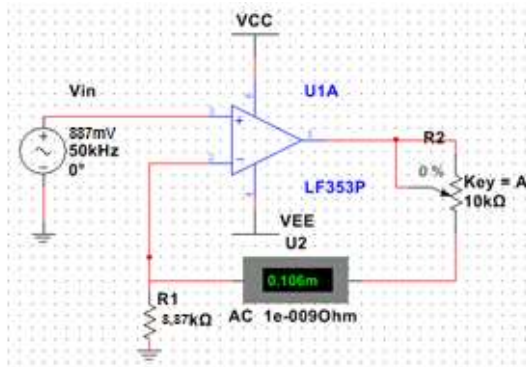 VCC
Vin
U1A
887mV
50kHz
0°
R2
0 %
LF353P
Key = A
10kΩ
VEE
U2
0.106m
R1
8,87kΩ
AC 1e-009Ohm